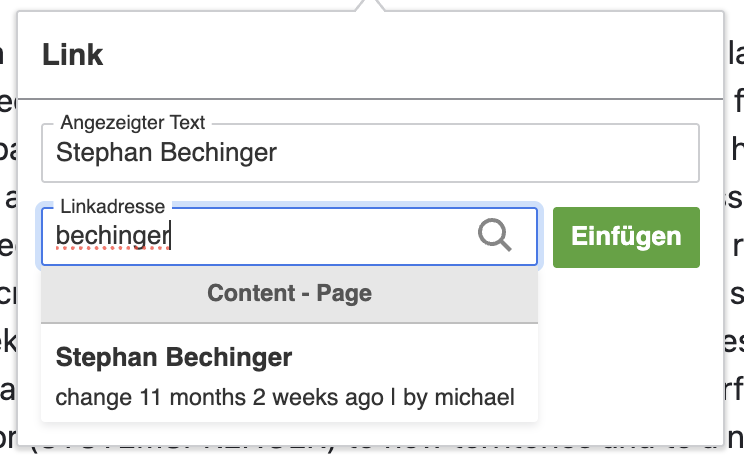 Link
Angezeigter Text
Stephan Bechinger
Linkadresse
bechinger
Einfügen
Content - Page
Stephan Bechinger
change 11 months 2 weeks ago | by michael